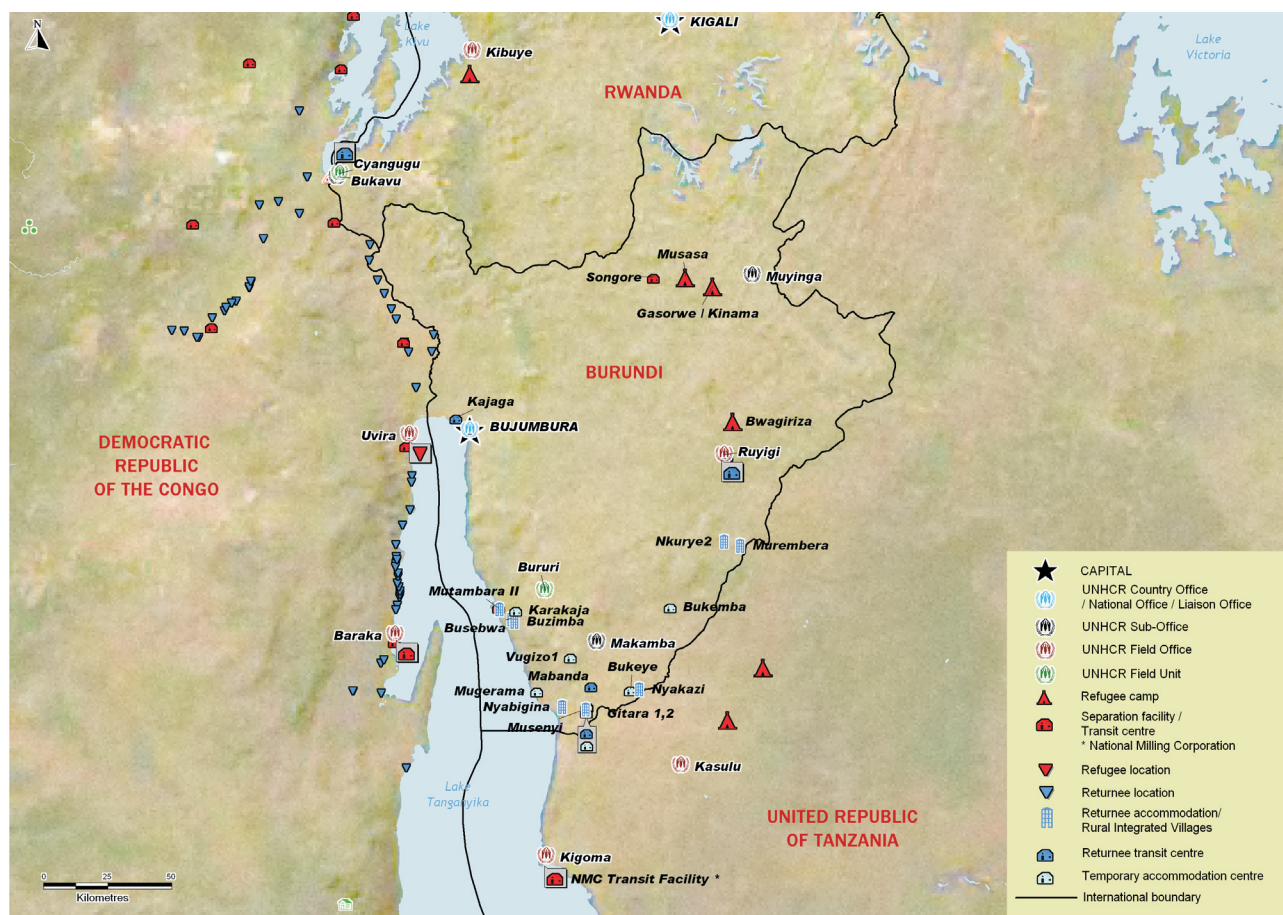 N
Lake
Kivu
Kibuye
KIGALI
Lake
Victoria
RWANDA
Cyangugu
Bukavu
Musasa
Songore
Muyinga
Gasorwe / Kinama
BURUNDI
Kajaga
BUJUMBURA
Uvira
Bwagiriza
Ruyigi
DEMOCRATIC
REPUBLIC
OF THE CONGO
Nkurye2
Murembera
Bururi
Mutambara II
Karakaja
Buzimba
Busebwa
Bukemba
Baraka
Makamba
Vugizo1
Bukeye
Mabanda
Mugerama
Nyakazi
Nyabigina
Gitara 1,2
Musenyi
Kasulu
Lake
Tanganyika
UNITED REPUBLIC
OF TANZANIA
Kigoma
NMC Transit Facility *
0 25 50
Kilometres
CAPITAL
UNHCR Country Office
/ National Office / Liaison Office
UNHCR Sub-Office
UNHCR Field Office
UNHCR Field Unit
Refugee camp
Separation facility /
Transit centre
* National Milling Corporation
Refugee location
Returnee location
Returnee accommodation/
Rural Integrated Villages
Returnee transit centre
Temporary accommodation centre
International boundary